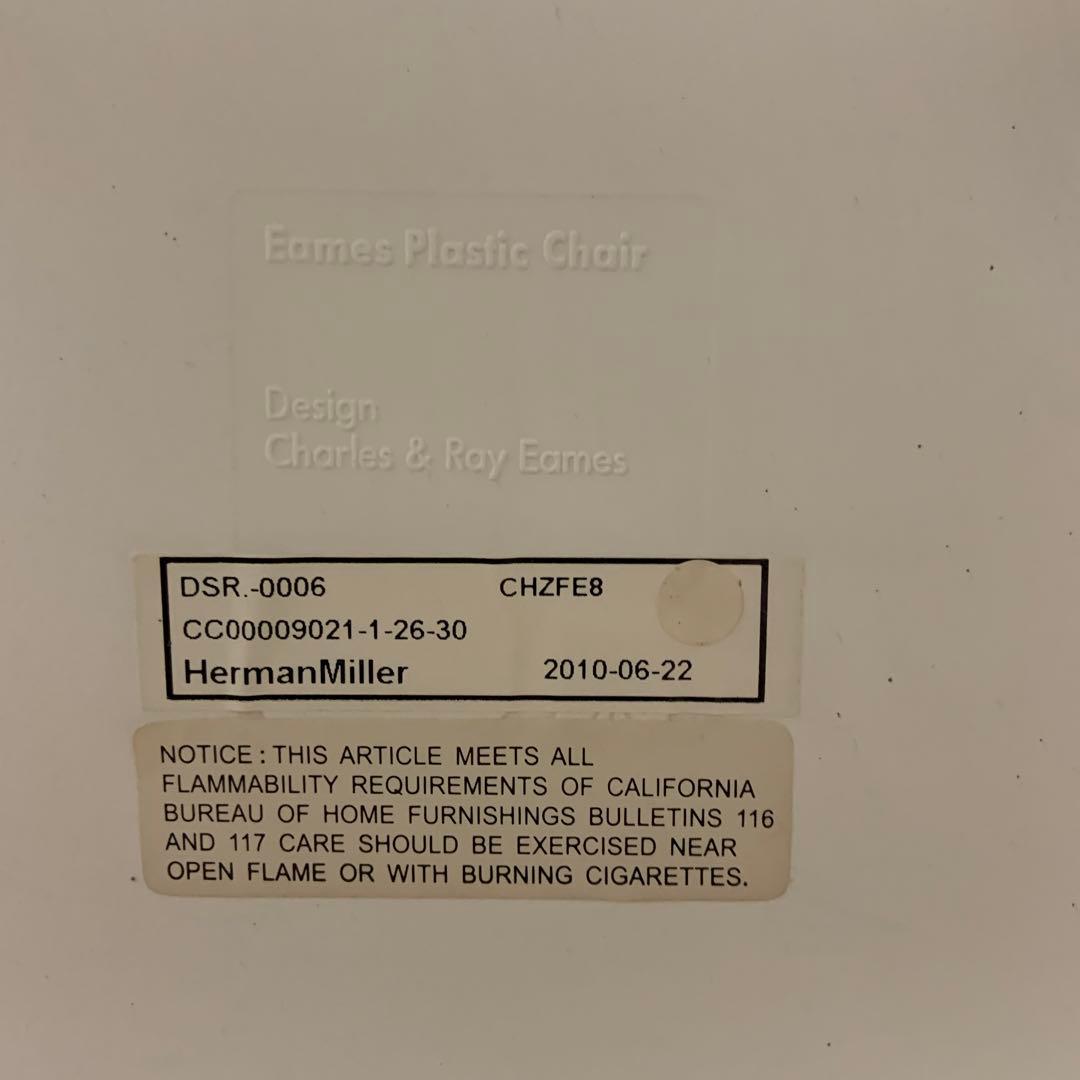 Eames Plastic Chair
Design
Charles & Ray Eames
DSR.-0006 CHZFE8
CC00009021-1-26-30
HermanMiller 2010-06-22
NOTICE : THIS ARTICLE MEETS ALL
FLAMMABILITY REQUIREMENTS OF CALIFORNIA
BUREAU OF HOME FURNISHINGS BULLETINS 116
AND 117 CARE SHOULD BE EXERCISED NEAR
OPEN FLAME OR WITH BURNING CIGARETTES.